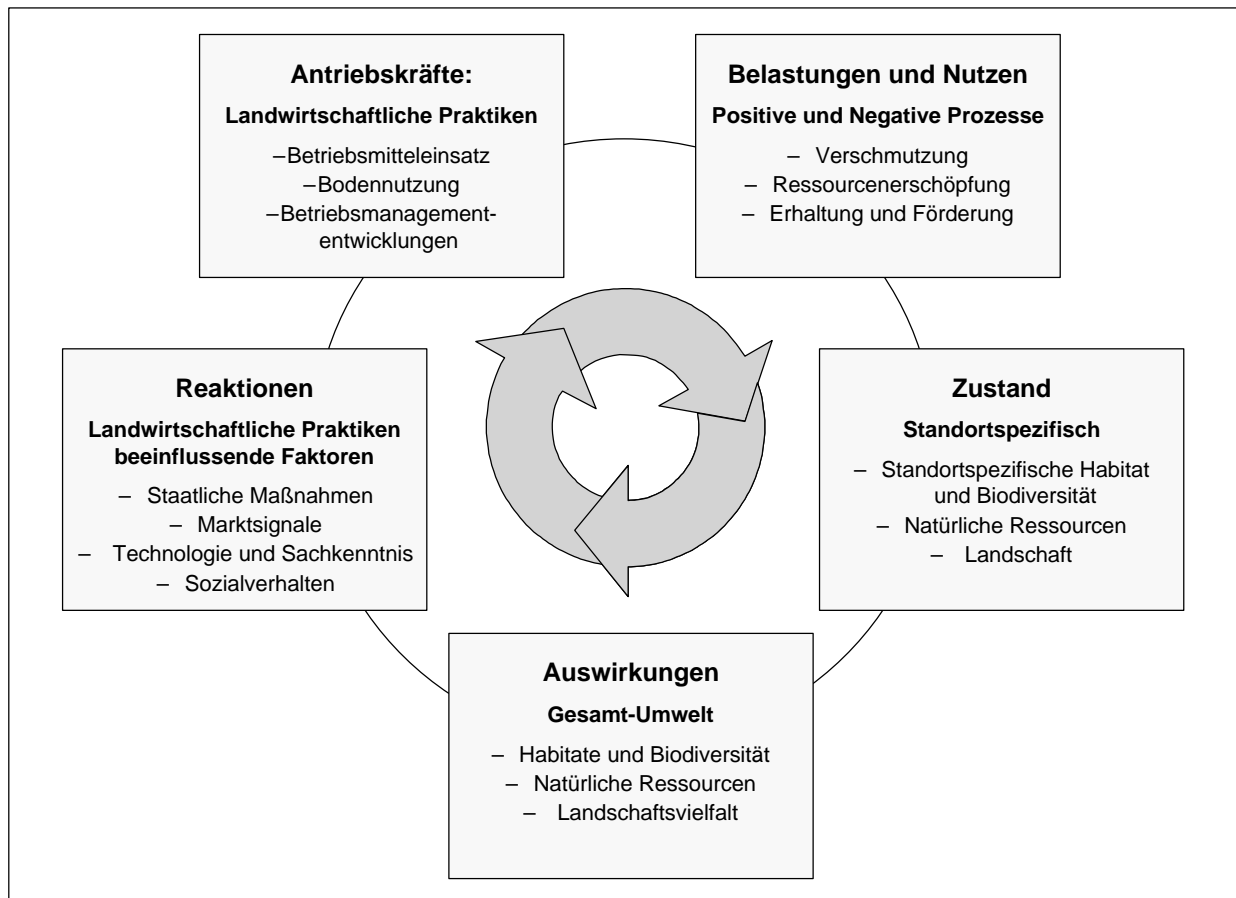 Antriebskräfte:
Landwirtschaftliche Praktiken
–Betriebsmitteleinsatz
–Bodennutzung
–Betriebsmanagement-
entwicklungen
Belastungen und Nutzen
Positive und Negative Prozesse
– Verschmutzung
– Ressourcenerschöpfung
– Erhaltung und Förderung
Reaktionen
Landwirtschaftliche Praktiken
beeinflussende Faktoren
– Staatliche Maßnahmen
– Marktsignale
– Technologie und Sachkenntnis
– Sozialverhalten
Zustand
Standortspezifisch
– Standortspezifische Habitat
und Biodiversität
– Natürliche Ressourcen
– Landschaft
Auswirkungen
Gesamt-Umwelt
– Habitate und Biodiversität
– Natürliche Ressourcen
– Landschaftsvielfalt